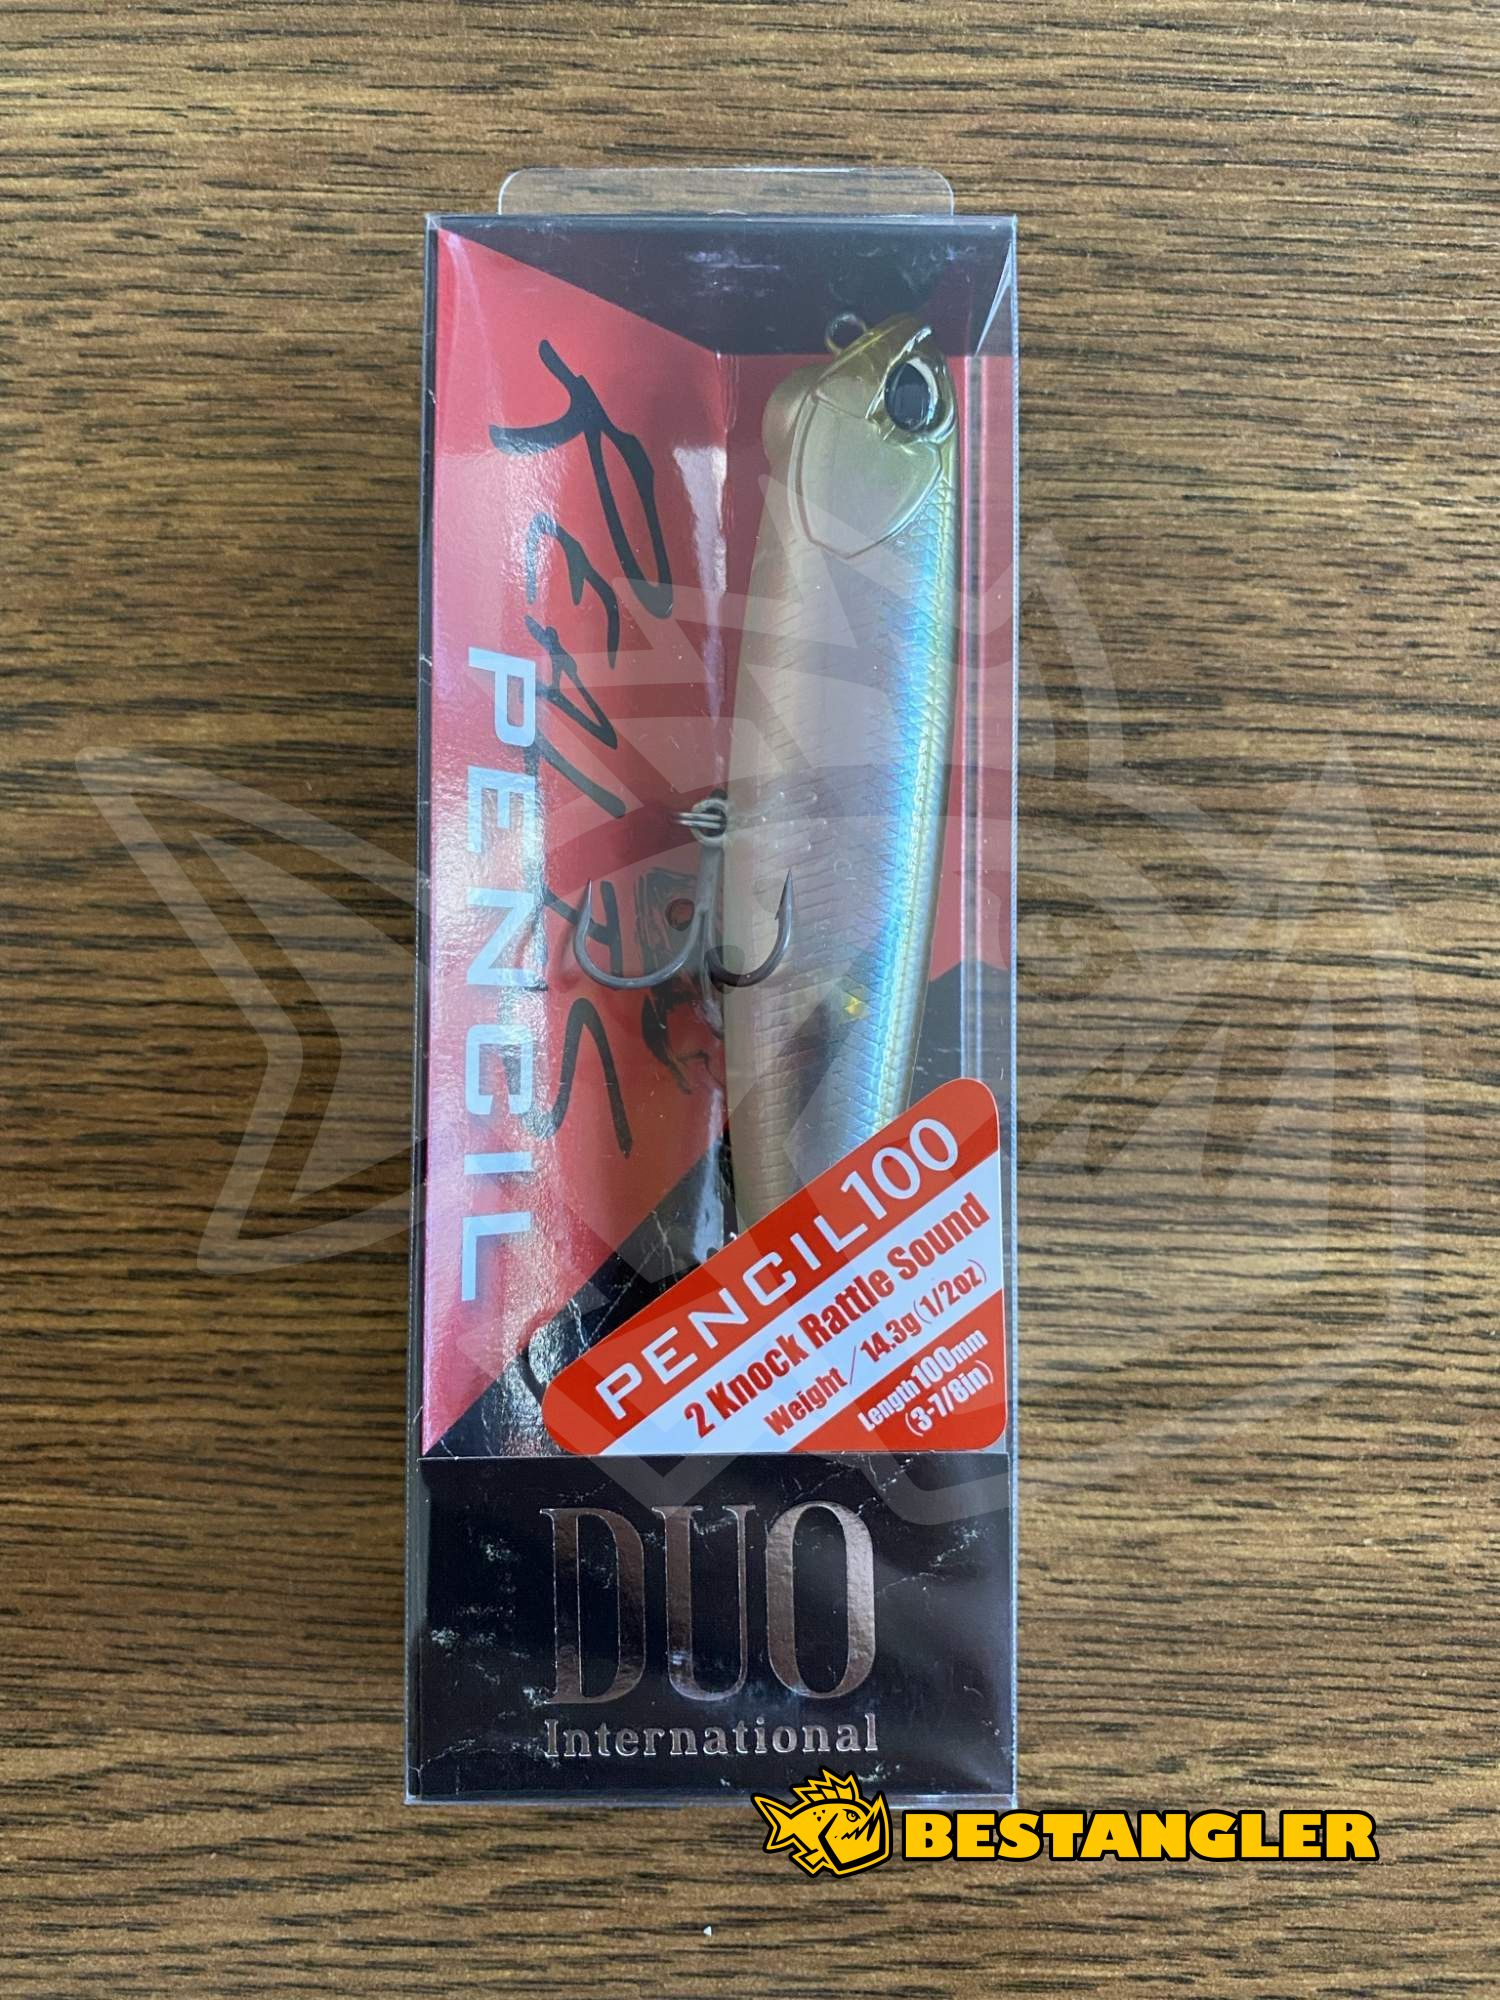 REALIS
PENCIL
PENCIL100
2 Knock Rattle Sound
Weight/14.3g(1/2oz)
Length100mm
(3-7/8in)
DUO
International
BESTANGLER